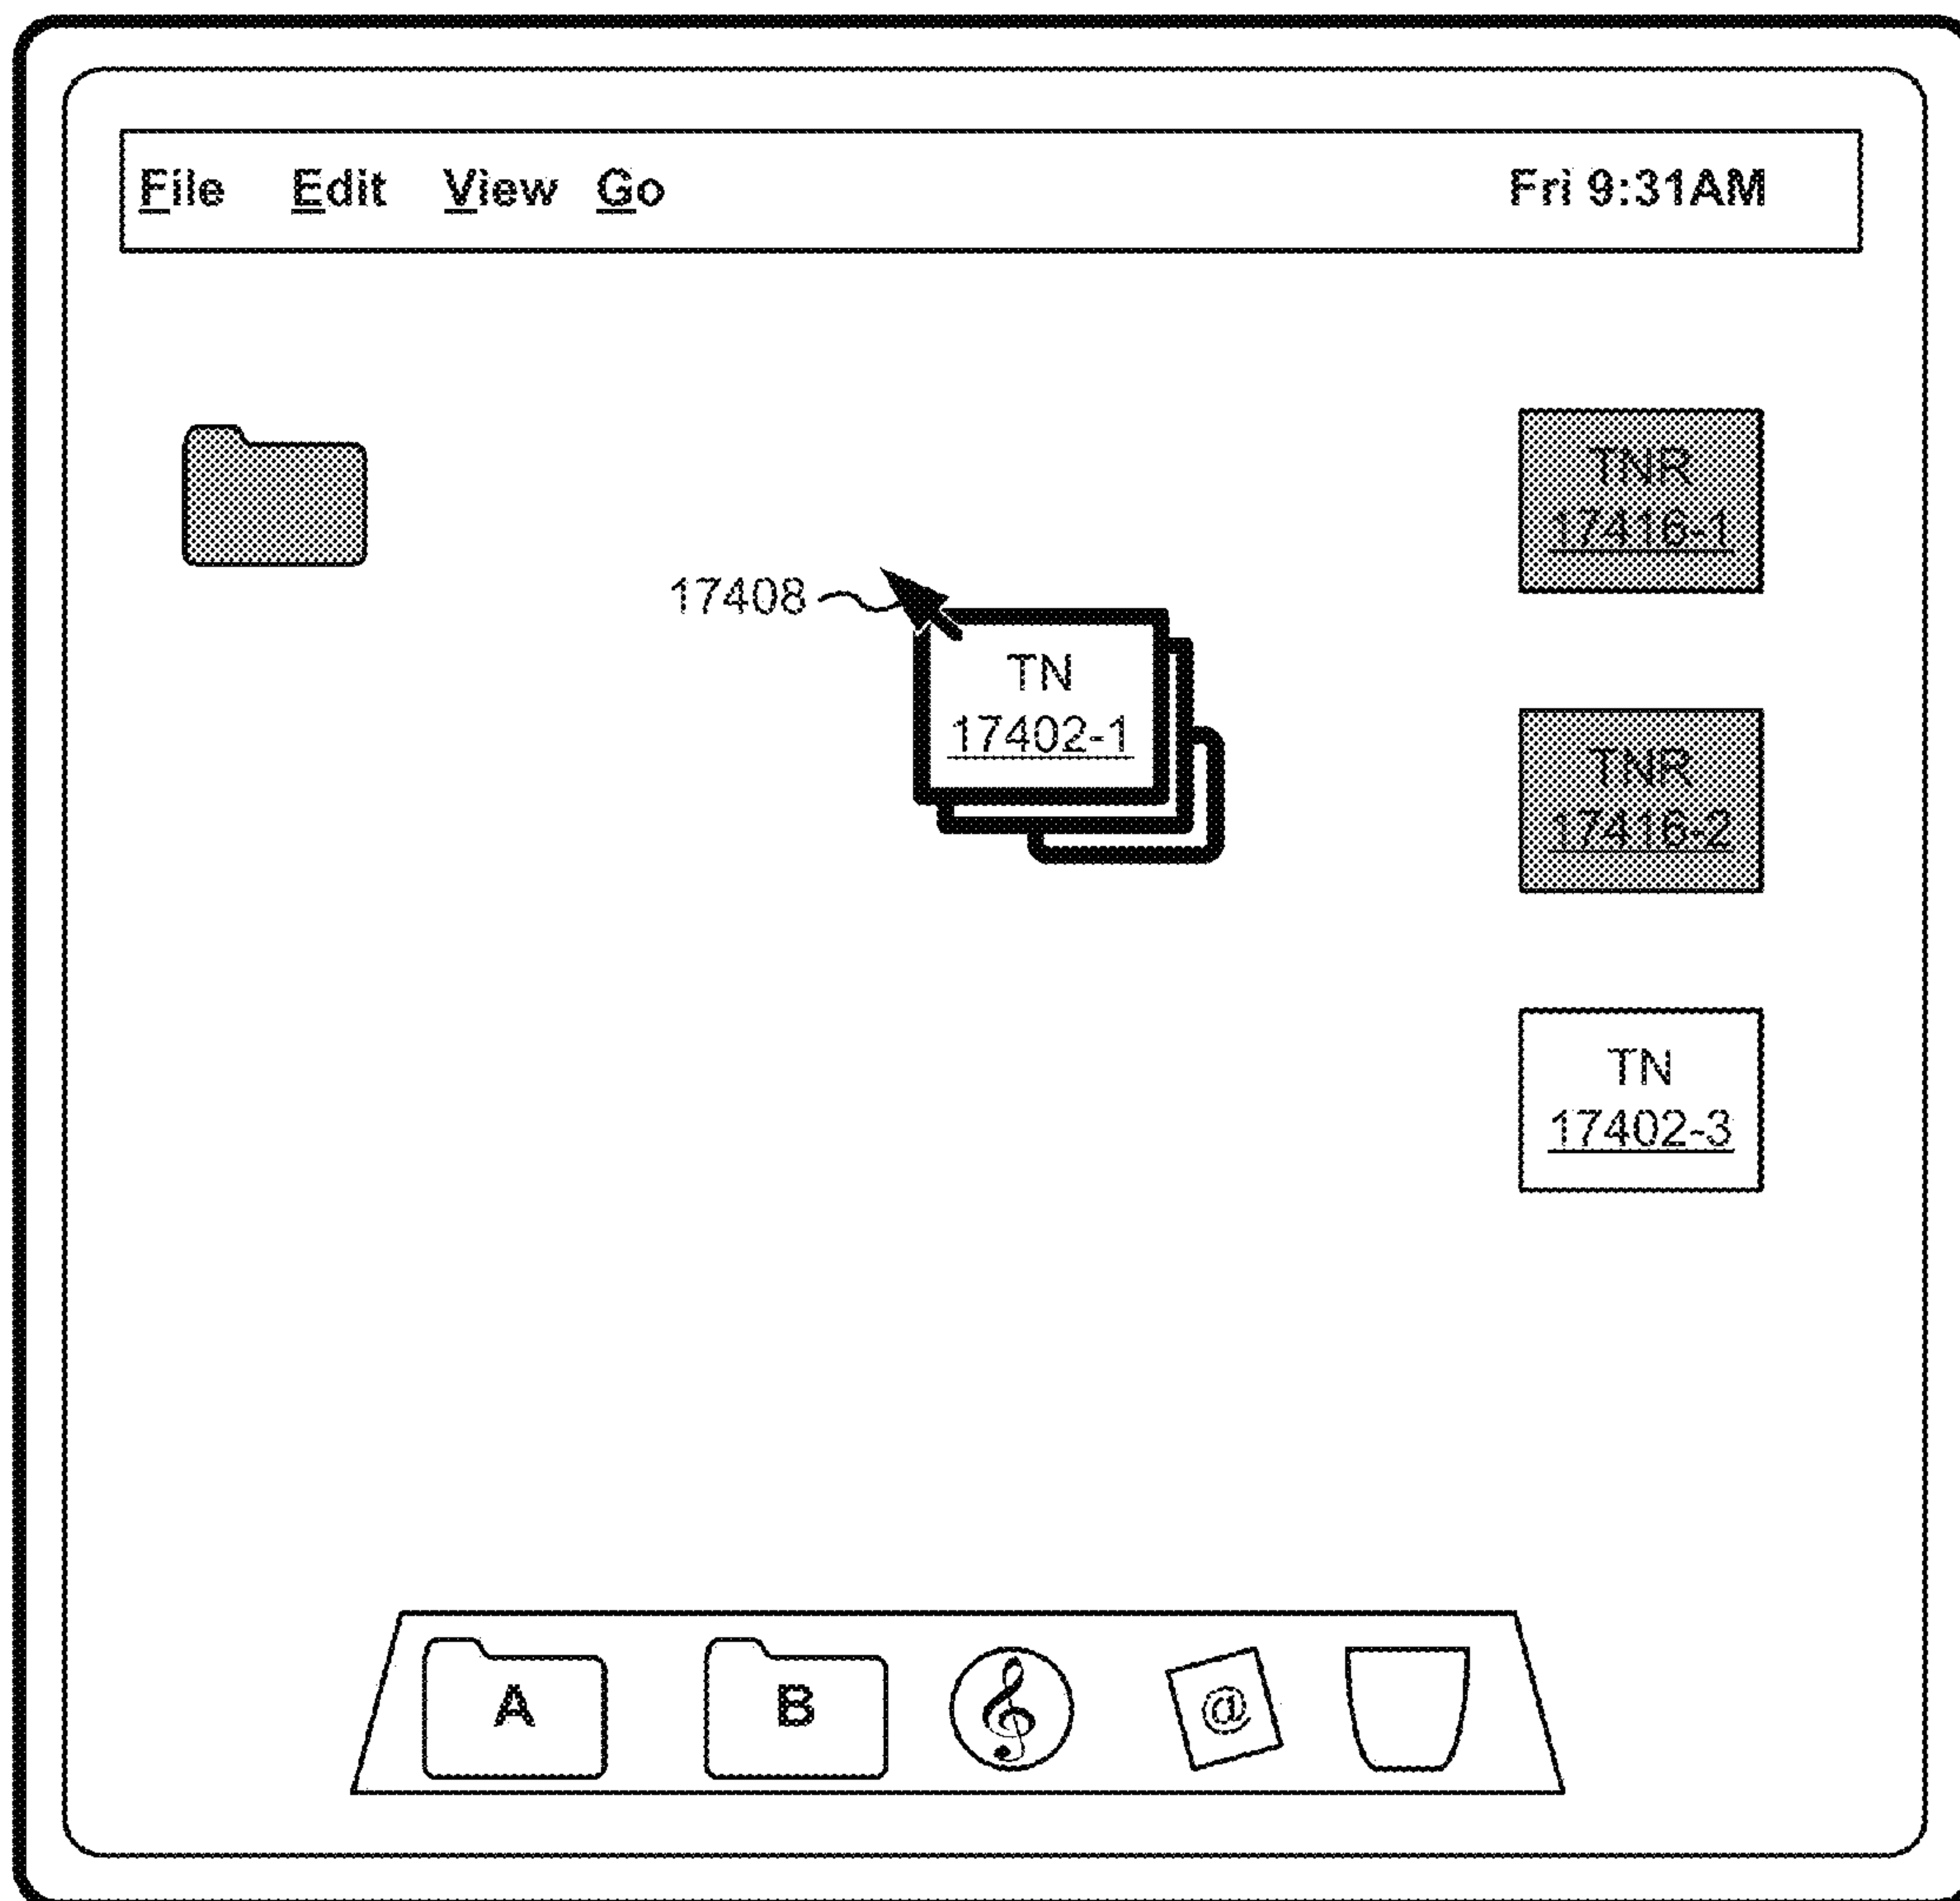 File Edit View Go Fri 9:31AM
TNR
17416-1
17408
TN
17402-1
TNR
17416-2
TN
17402-3
A B @